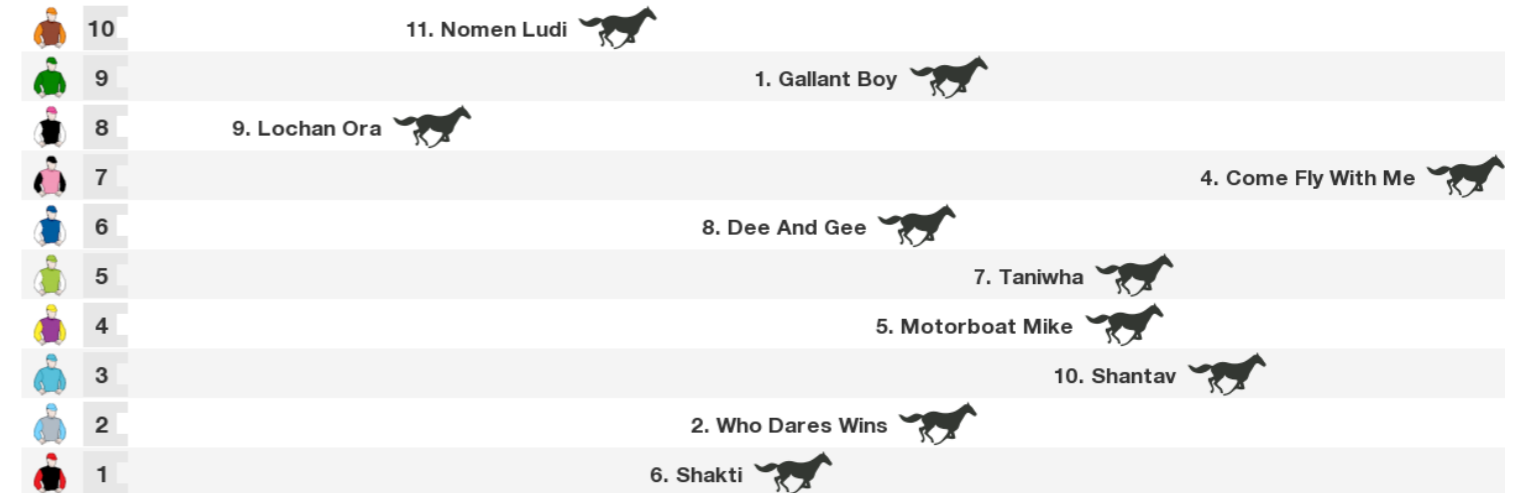 10 11. Nomen Ludi
9 1. Gallant Boy
8 9. Lochan Ora
7 4. Come Fly With Me
6 8. Dee And Gee
5 7. Taniwha
4 5. Motorboat Mike
3 10. Shantav
2 2. Who Dares Wins
1 6. Shakti